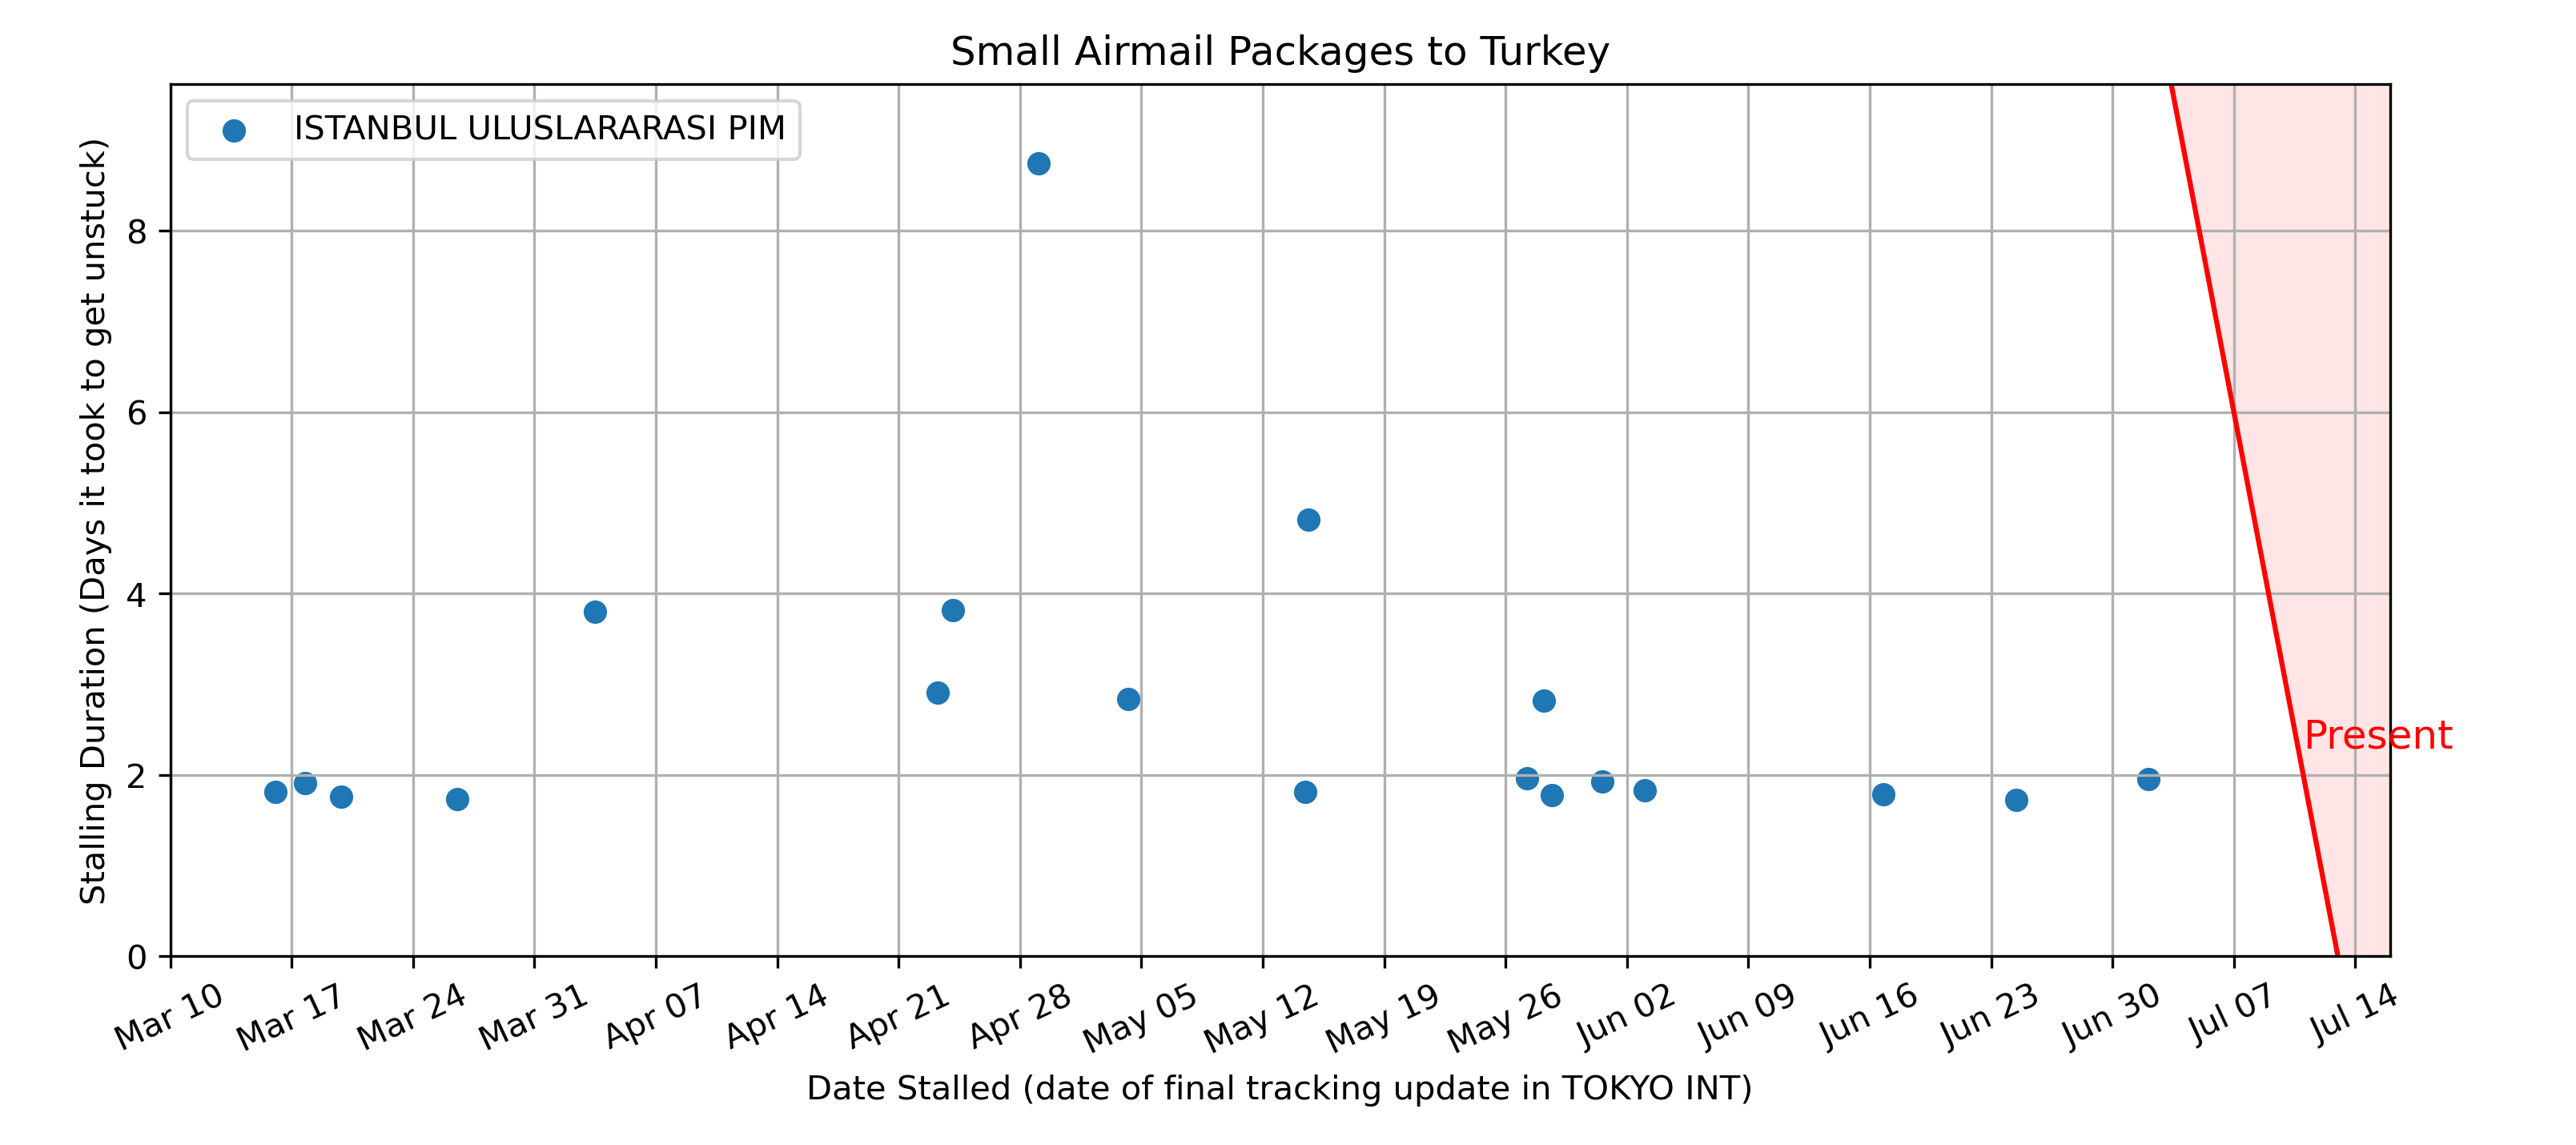 Small Airmail Packages to Turkey
ISTANBUL ULUSLARARASI PIM
Stalling Duration (Days it took to get unstuck)
8
6
4
2
0
Present
Mar 10
Mar 17
Mar 24
Mar 31
Apr 07
Apr 14
Apr 21
Apr 28
May 05
May 12
May 19
May 26
Jun 02
Jun 09
Jun 16
Jun 23
Jun 30
Jul 07
Jul 14
Date Stalled (date of final tracking update in TOKYO INT)